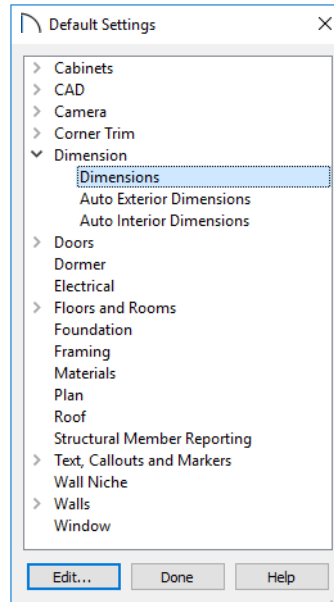 Default Settings
Cabinets
CAD
Camera
Corner Trim
Dimension
Dimensions
Auto Exterior Dimensions
Auto Interior Dimensions
Doors
Dormer
Electrical
Floors and Rooms
Foundation
Framing
Materials
Plan
Roof
Structural Member Reporting
Text, Callouts and Markers
Wall Niche
Walls
Window
Edit... Done Help